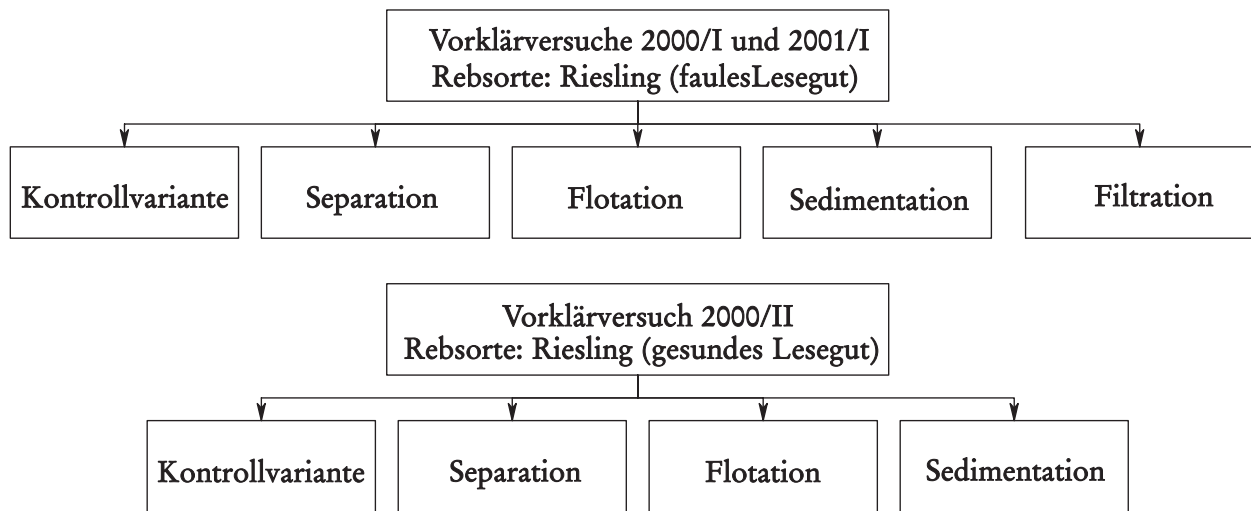 Vorklärversuche 2000/I und 2001/I
Rebsorte: Riesling (faulesLesegut)
Kontrollvariante
Separation
Flotation
Sedimentation
Filtration
Vorklärversuch 2000/II
Rebsorte: Riesling (gesundes Lesegut)
Kontrollvariante
Separation
Flotation
Sedimentation